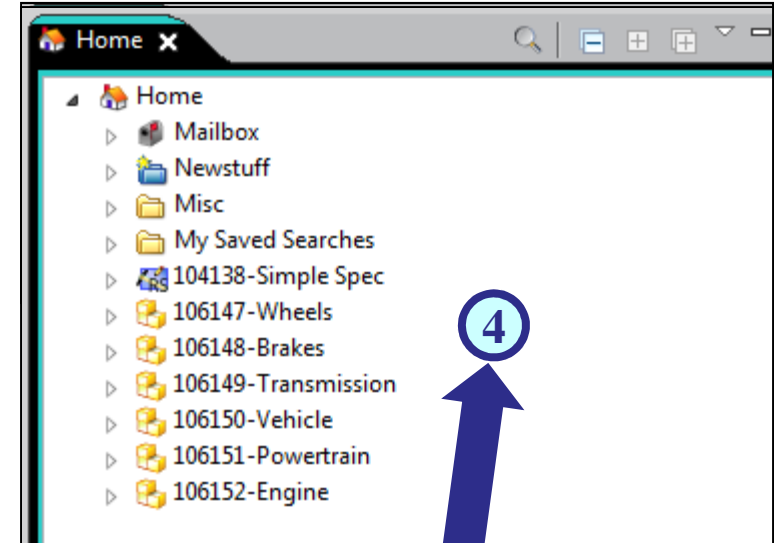 Home
Home
Mailbox
Newstuff
Misc
My Saved Searches
104138-Simple Spec
106147-Wheels
4
106148-Brakes
106149-Transmission
106150-Vehicle
106151-Powertrain
106152-Engine